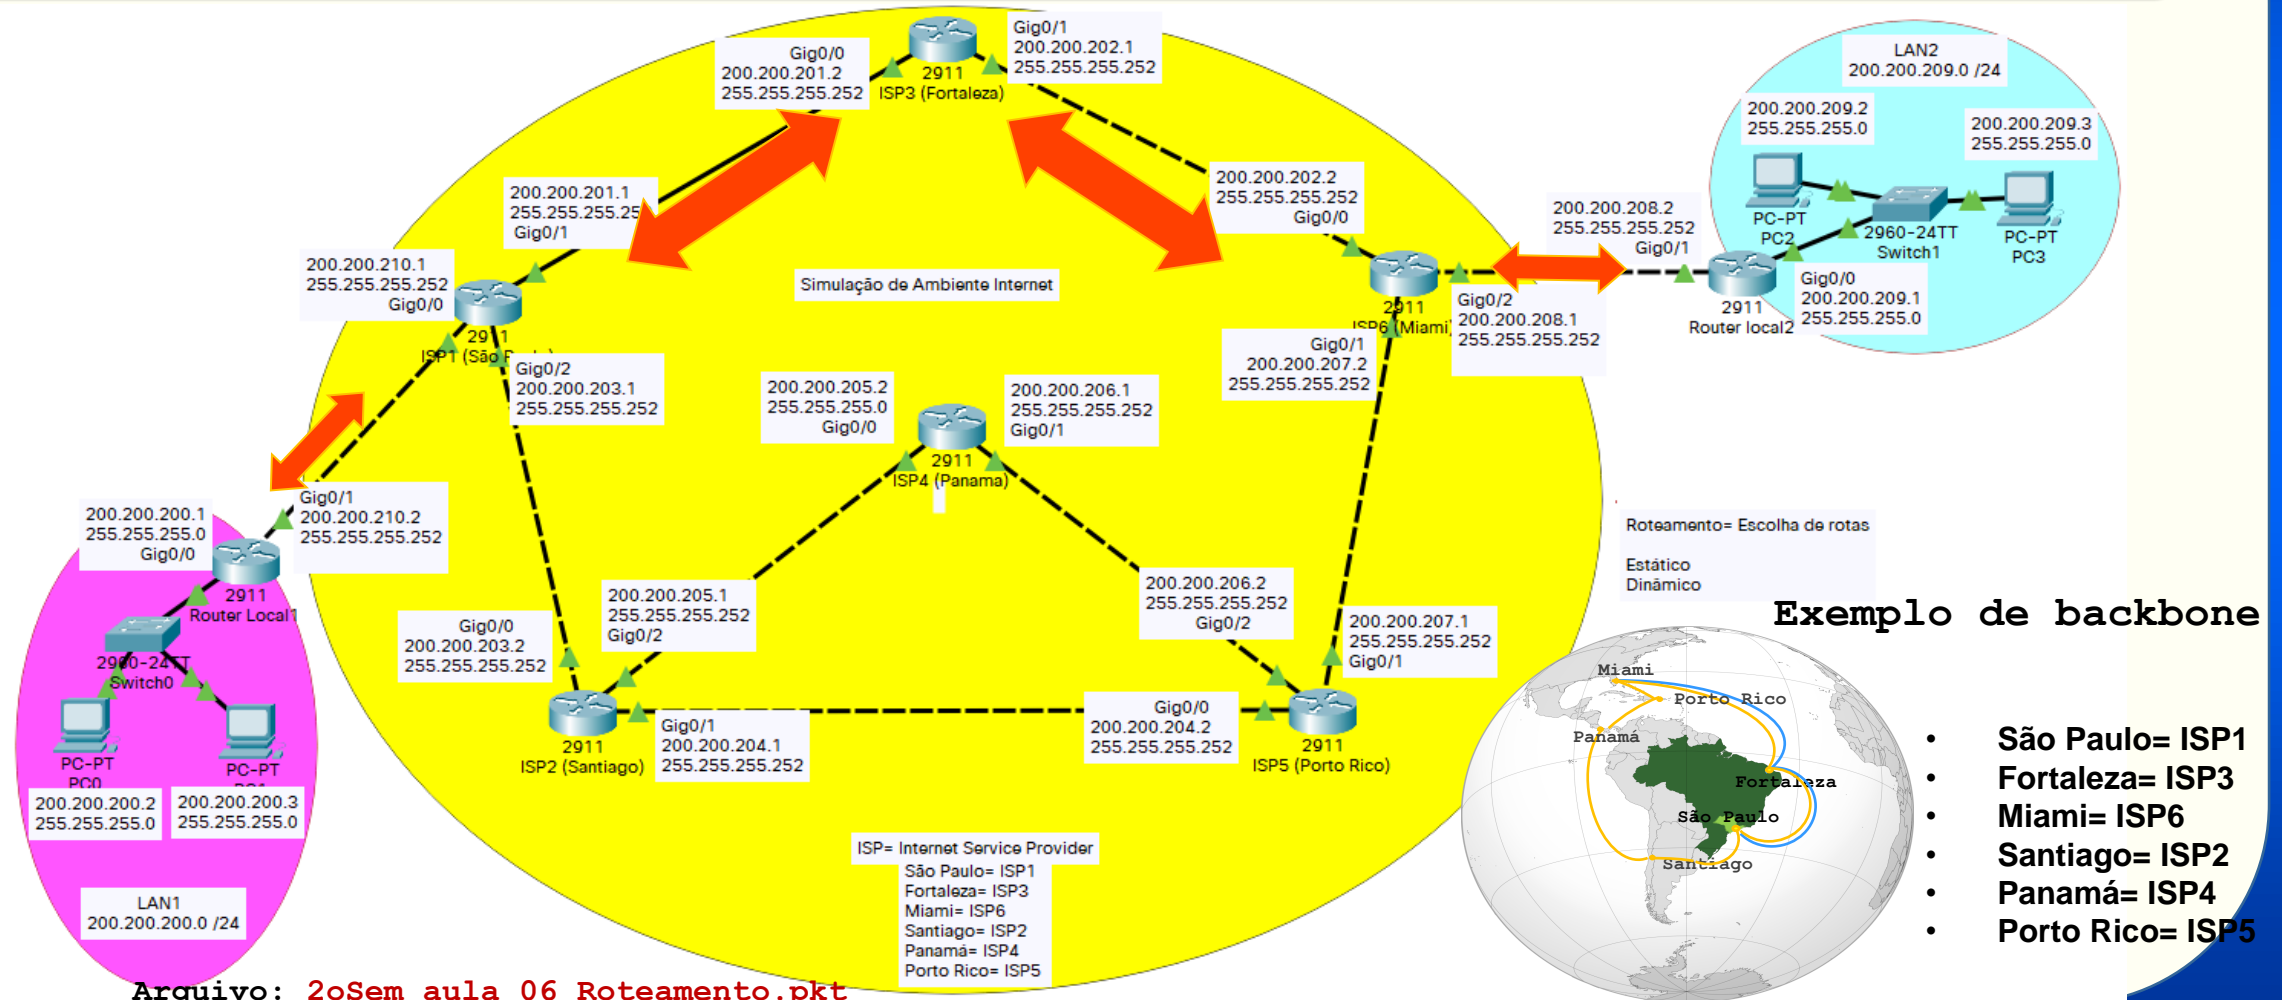 Gig0/0
200.200.201.2
255.255.255.252
2911
ISP3 (Fortaleza)
Gig0/1
200.200.202.1
255.255.255.252
LAN2
200.200.209.0 /24
200.200.209.2
255.255.255.0
200.200.209.3
255.255.255.0
PC-PT
PC2
2960-24TT
Switch1
PC-PT
PC3
200.200.201.1
255.255.255.25
Gig0/1
200.200.202.2
255.255.255.252
Gig0/0
200.200.208.2
255.255.255.252
Gig0/1
200.200.210.1
255.255.255.252
Gig0/0
Simulação de Ambiente Internet
2911
ISP1 (São
2911
ISP6 (Miami)
Gig0/2
200.200.208.1
255.255.255.252
2911
Router local2
Gig0/0
200.200.209.1
255.255.255.0
Gig0/2
200.200.203.1
255.255.255.252
Gig0/1
200.200.207.2
255.255.255.252
200.200.205.2
255.255.255.0
Gig0/0
200.200.206.1
255.255.255.252
Gig0/1
2911
ISP4 (Panama)
Gig0/1
200.200.210.2
255.255.255.252
200.200.200.1
255.255.255.0
Gig0/0
2911
Router Local1
2960-24TT
Switch0
PC-PT
PC0
PC-PT
200.200.200.2
255.255.255.0
200.200.200.3
255.255.255.0
LAN1
200.200.200.0 /24
Gig0/0
200.200.203.2
255.255.255.252
200.200.205.1
255.255.255.252
Gig0/2
200.200.206.2
255.255.255.252
Gig0/2
200.200.207.1
255.255.255.252
Gig0/1
2911
ISP2 (Santiago)
Gig0/1
200.200.204.1
255.255.255.252
Gig0/0
200.200.204.2
255.255.255.252
2911
ISP5 (Porto Rico)
Roteamento= Escolha de rotas
Estático
Dinâmico
Exemplo de backbone
Miami
Porto Rico
Panamá
Fortaleza
São Paulo
Santiago
• São Paulo= ISP1
• Fortaleza= ISP3
• Miami= ISP6
• Santiago= ISP2
• Panamá= ISP4
• Porto Rico= ISP5
ISP= Internet Service Provider
São Paulo= ISP1
Fortaleza= ISP3
Miami= ISP6
Santiago= ISP2
Panamá= ISP4
Porto Rico= ISP5
Arquivo: 2oSem aula 06 Roteamento.pkt